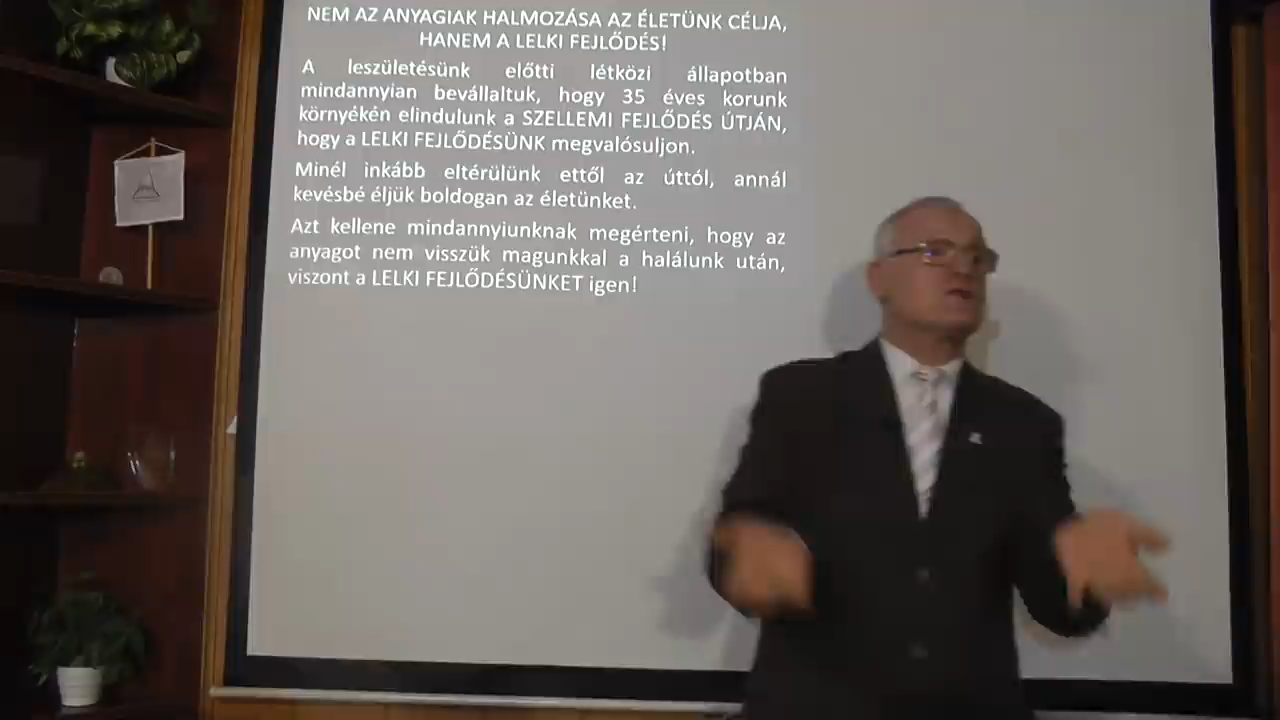 NEM AZ ANYAGIAK HALMOZÁSA AZ ÉLETÜNK CÉLJA,
HANEM A LELKI FEJLŐDÉS!
A leszületésünk előtti létközi állapotban
mindannyian bevállaltuk, hogy 35 éves korunk
környékén elindulunk a SZELLEMI FEJLŐDÉS ÚTJÁN,
hogy a LELKI FEJLŐDÉSÜNK megvalósuljon.
Minél inkább eltérülünk ettől az úttól, annál
kevésbé éljük boldogan az életünket.
Azt kellene mindannyiunknak megérteni, hogy az
anyagot nem visszük magunkkal a halálunk után,
viszont a LELKI FEJLŐDÉSÜNKET igen!